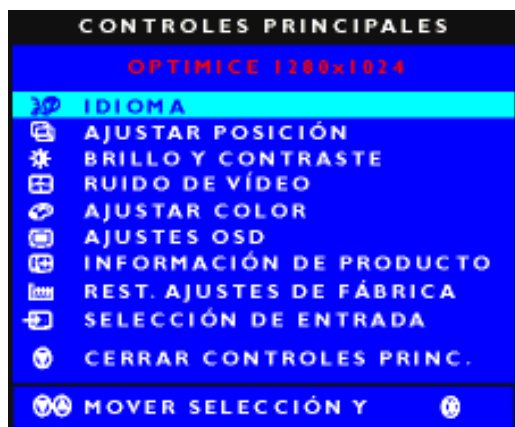 CONTROLES PRINCIPALES
OPTIMICE 1280x1024
IDIOMA
AJUSTAR POSICIÓN
BRILLO Y CONTRASTE
RUIDO DE VÍDEO
AJUSTAR COLOR
AJUSTES OSD
INFORMACIÓN DE PRODUCTO
REST. AJUSTES DE FÁBRICA
SELECCIÓN DE ENTRADA
CERRAR CONTROLES PRINC.
MOVER SELECCIÓN Y